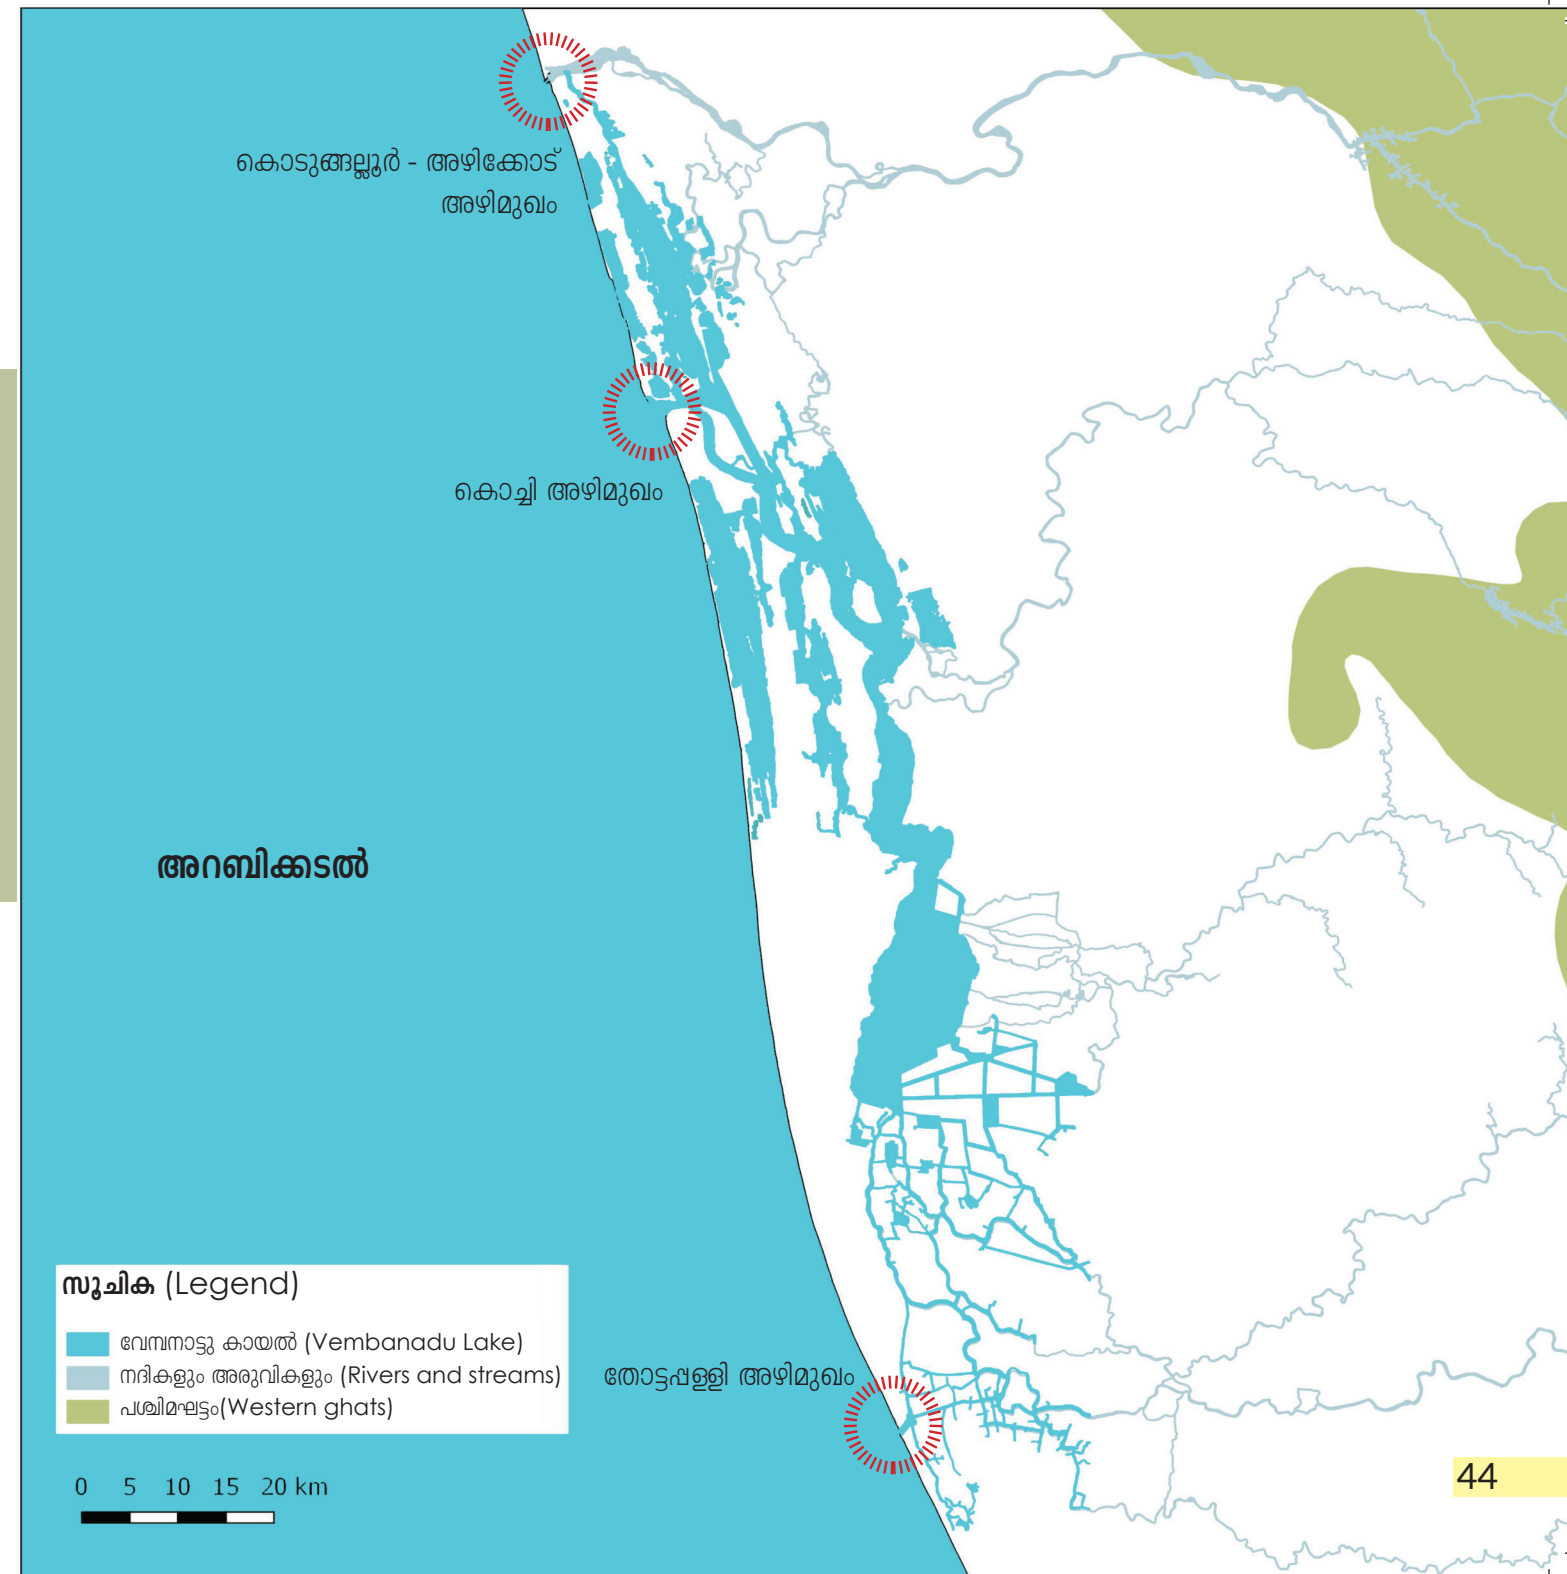 കൊടുങ്ങല്ലൂർ - അഴിക്കോട്
അഴിമുഖം
കൊച്ചി അഴിമുഖം
അറബിക്കടൽ
തോട്ടപ്പള്ളി അഴിമുഖം
സൂചിക (Legend)
വേമ്പനാട്ടു കായൽ (Vembanadu Lake)
നദികളും അരുവികളും (Rivers and streams)
പശ്ചിമഘട്ടം(Western ghats)
0 5 10 15 20 km
44